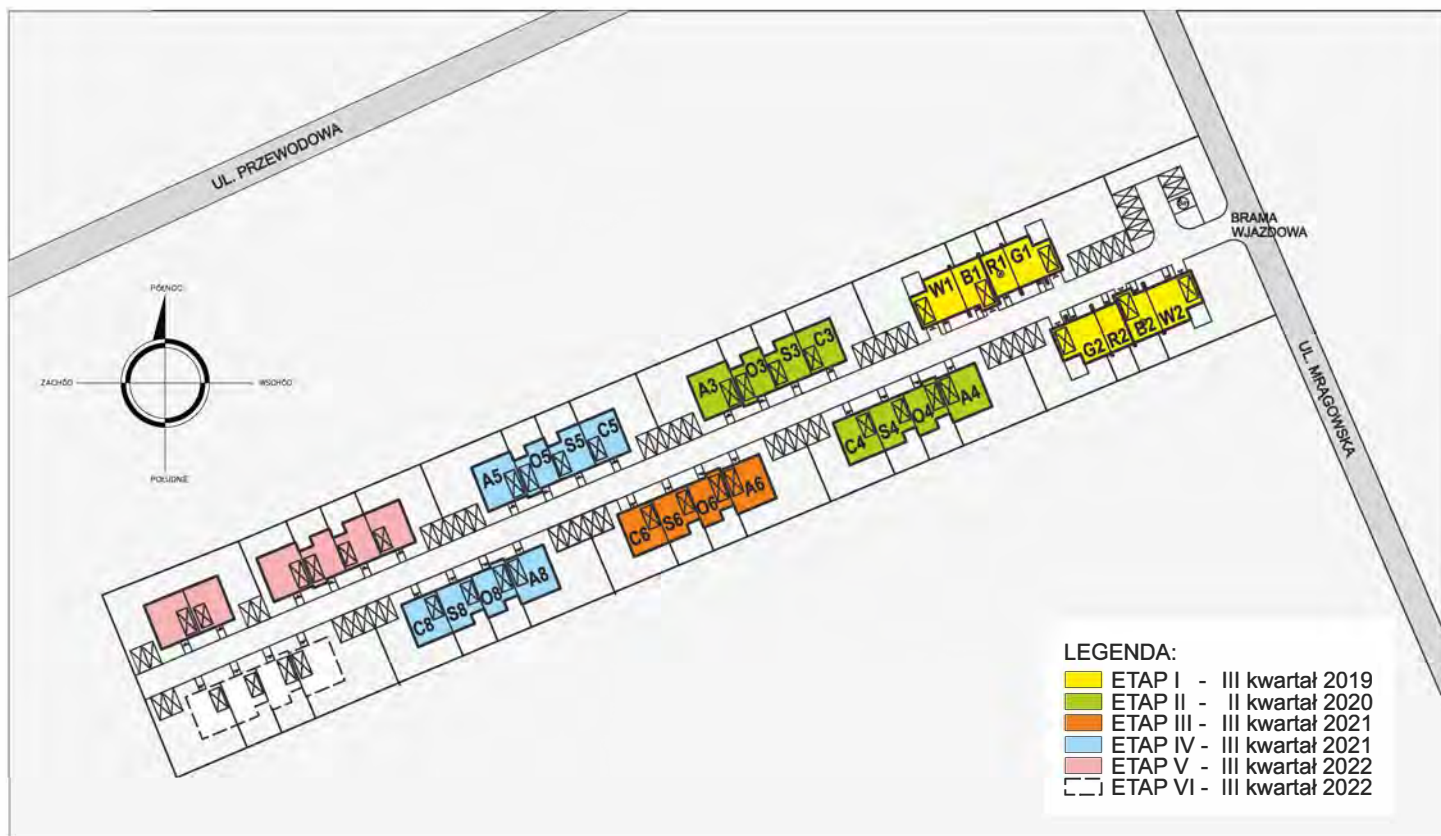 UL. PRZEWODOWA
BRAMA
WJAZDOWA
UL. MRĄGOWSKA
PÓŁNOC
ZACHÓD
WSCHÓD
POŁUDNIE
W1
B1
R1
G1
G2
R2
B2
W2
A3
O3
S3
C3
C4
S4
O4
A4
A5
O5
S5
C5
C6
S6
O6
A6
C8
S8
O8
A8
LEGENDA:
ETAP I - III kwartał 2019
ETAP II - II kwartał 2020
ETAP III - III kwartał 2021
ETAP IV - III kwartał 2021
ETAP V - III kwartał 2022
ETAP VI - III kwartał 2022